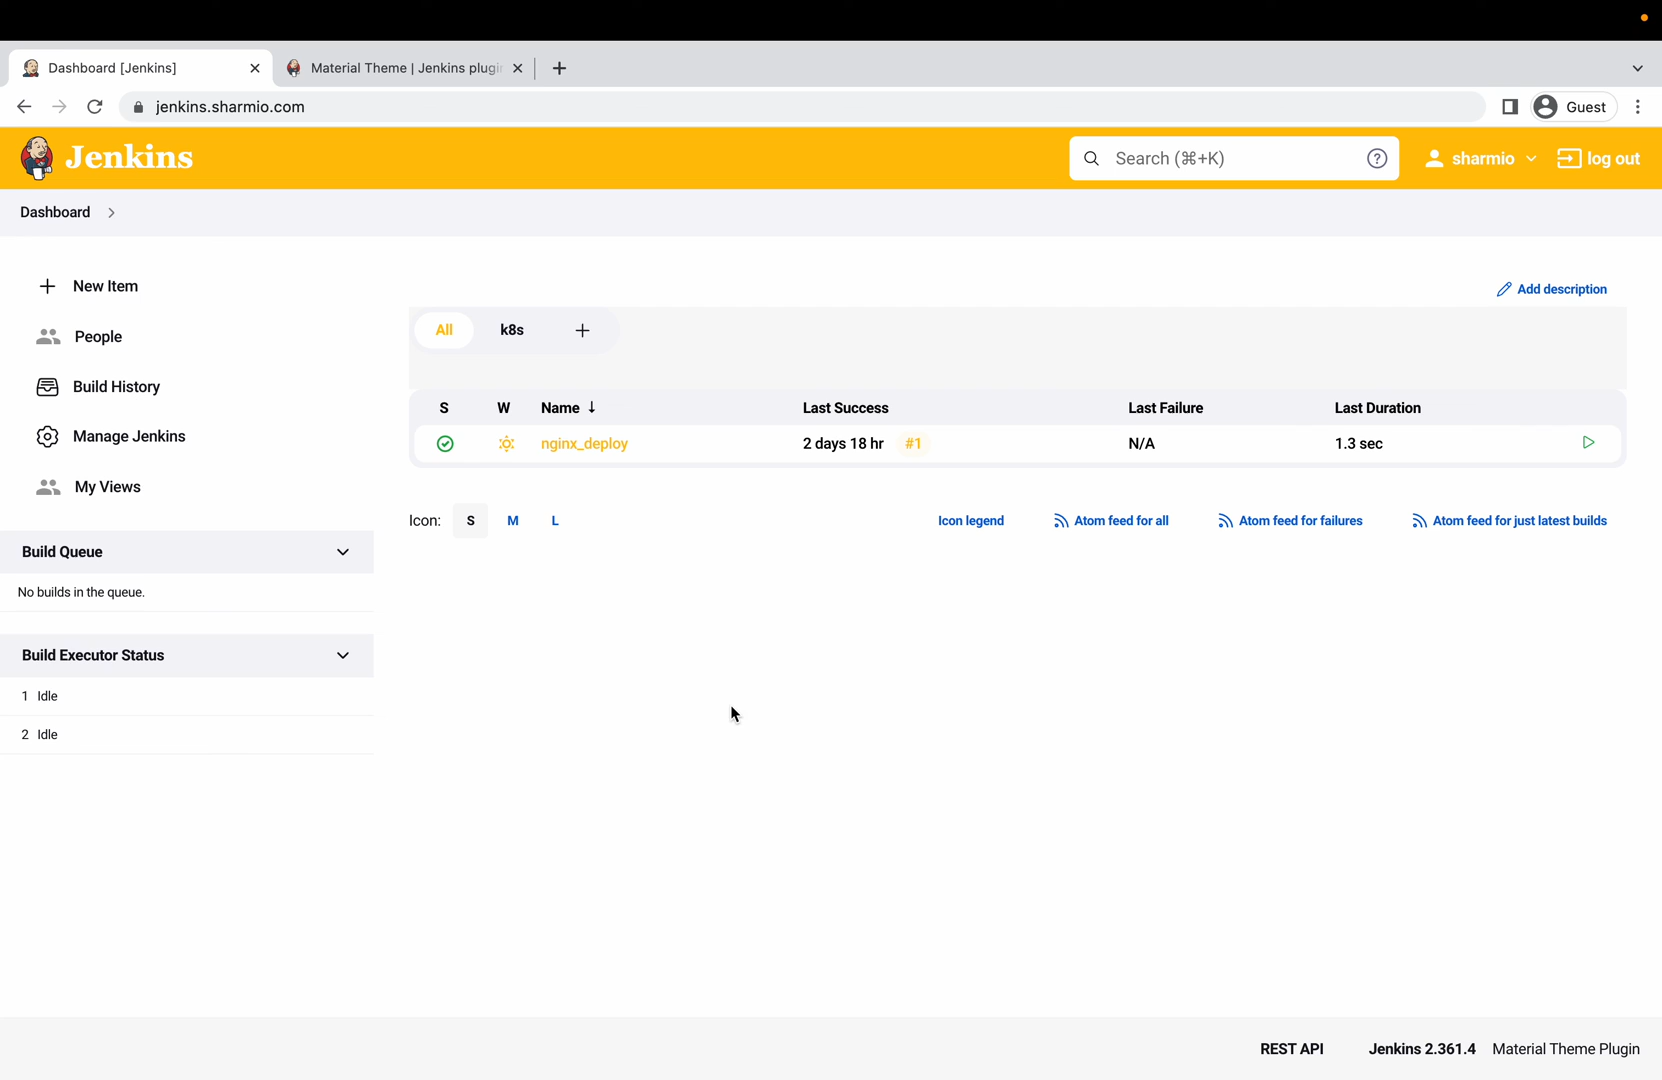 Dashboard [Jenkins]
Material Theme | Jenkins plugi
jenkins.sharmio.com
Guest
Jenkins
Search (⌘+K)
sharmio
log out
Dashboard
New Item
People
Build History
Manage Jenkins
My Views
Build Queue
No builds in the queue.
Build Executor Status
1 Idle
2 Idle
Add description
All k8s +
S W Name ↓ Last Success Last Failure Last Duration
nginx_deploy 2 days 18 hr #1 N/A 1.3 sec
Icon: S M L
Icon legend Atom feed for all Atom feed for failures Atom feed for just latest builds
REST API Jenkins 2.361.4 Material Theme Plugin